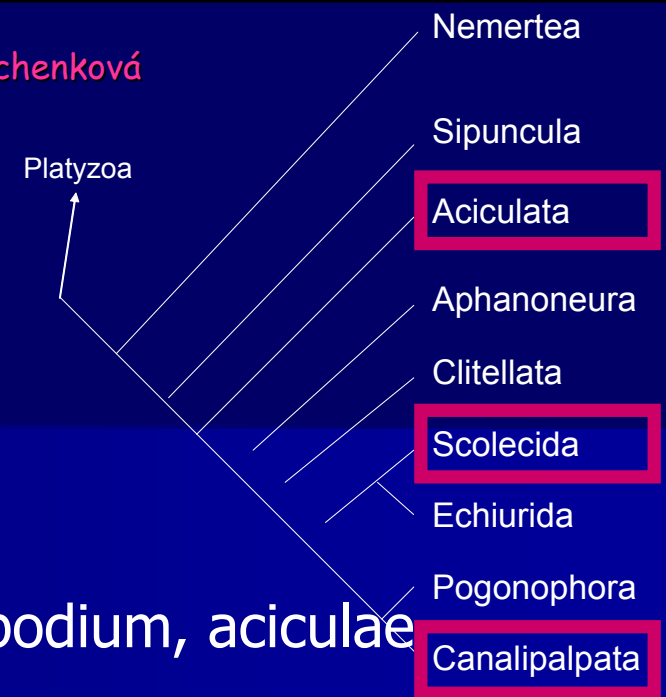 Nemertea
chenková
Sipuncula
Platyzoa
Aciculata
Aphanoneura
Clitellata
Scolecida
Echiurida
Pogonophora
podium, aciculae
Canalipalpata